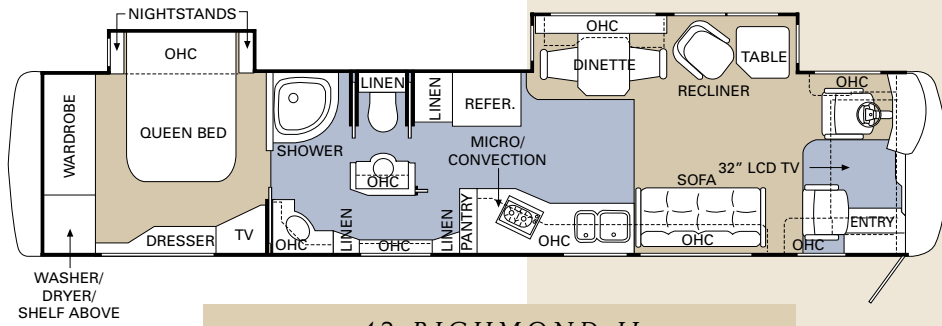 NIGHTSTANDS
OHC
OHC
DINETTE
RECLINER
TABLE
OHC
WARDROBE
QUEEN BED
SHOWER
LINEN
LINEN
REFER.
MICRO/
CONVECTION
32" LCD TV
OHC
SOFA
OHC
DRESSER
TV
OHC
LINEN
OHC
LINEN
PANTRY
OHC
OHC
ENTRY
WASHER/
DRYER/
SHELF ABOVE